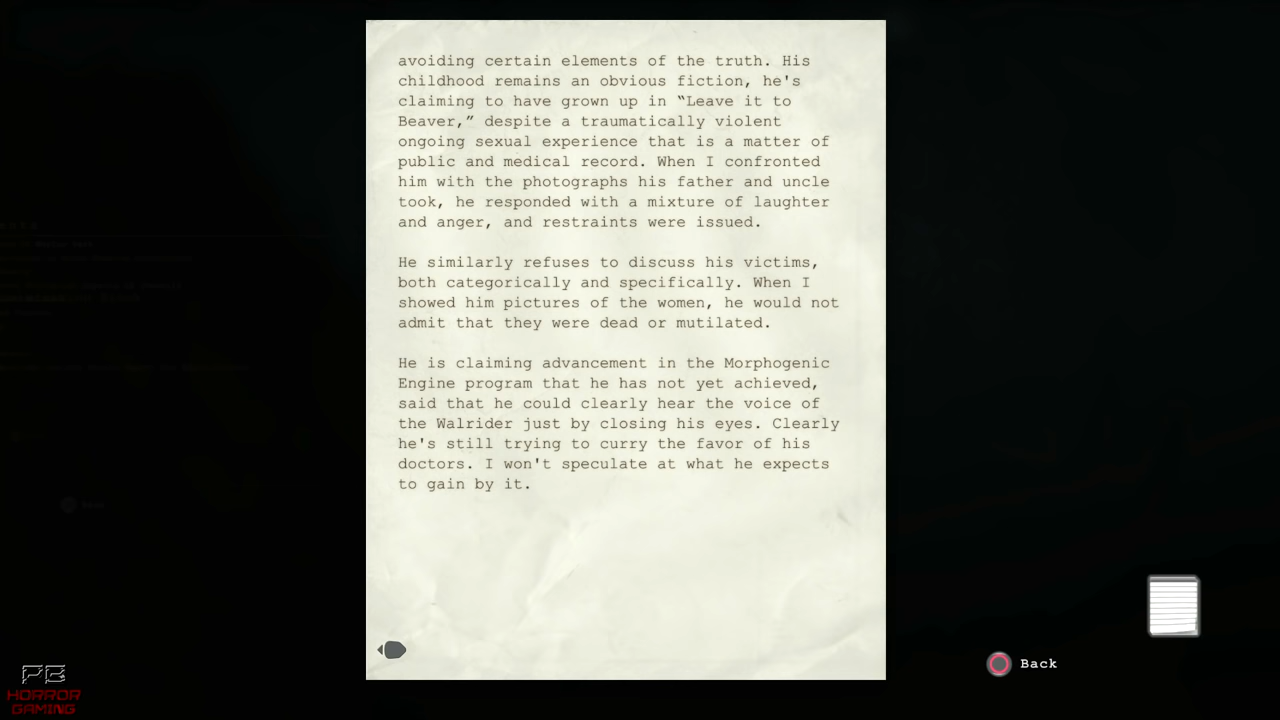 avoiding certain elements of the truth. His
childhood remains an obvious fiction, he's
claiming to have grown up in “Leave it to
Beaver,” despite a traumatically violent
ongoing sexual experience that is a matter of
public and medical record. When I confronted
him with the photographs his father and uncle
took, he responded with a mixture of laughter
and anger, and restraints were issued.
He similarly refuses to discuss his victims,
both categorically and specifically. When I
showed him pictures of the women, he would not
admit that they were dead or mutilated.
He is claiming advancement in the Morphogenic
Engine program that he has not yet achieved,
said that he could clearly hear the voice of
the Walrider just by closing his eyes. Clearly
he's still trying to curry the favor of his
doctors. I won't speculate at what he expects
to gain by it.
Back
HORROR
GAMING